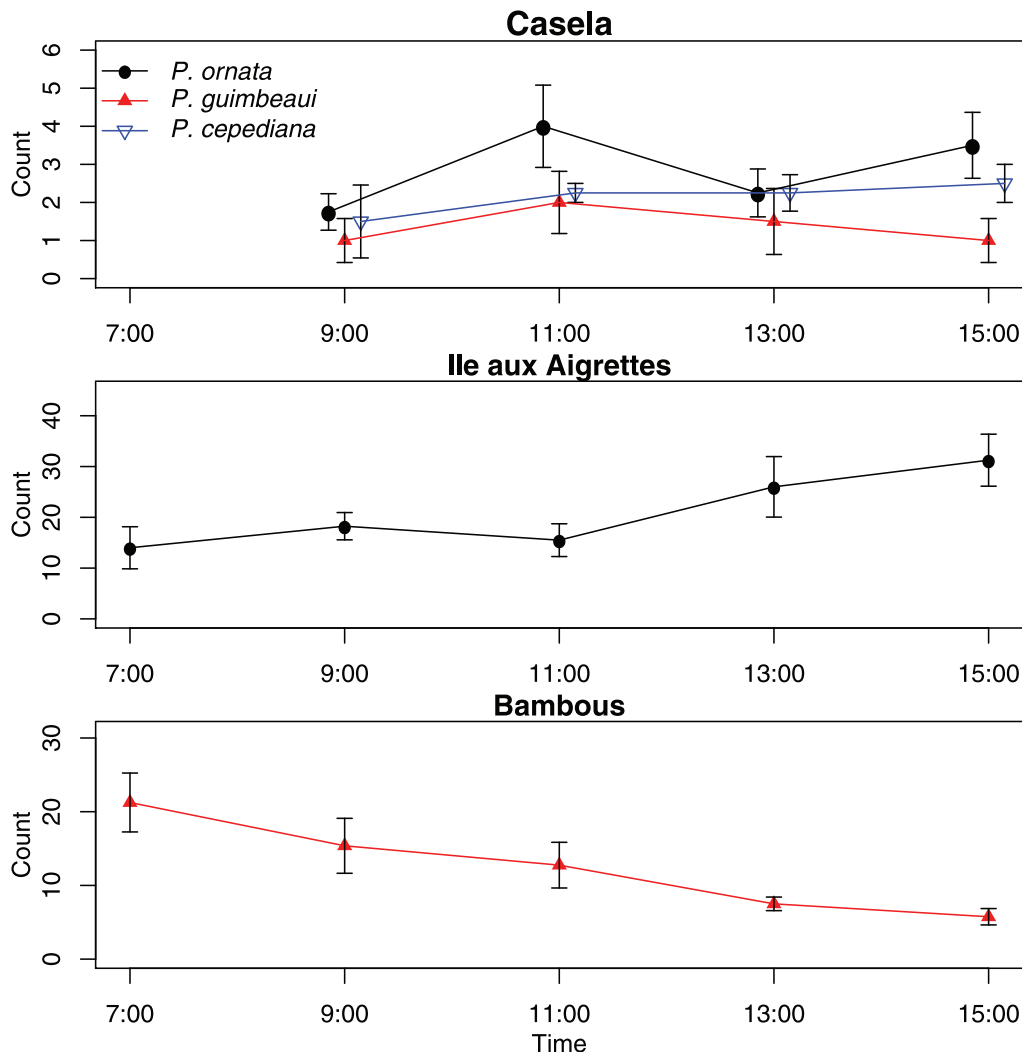 Casela
Count
6
5
4
3
2
1
0
P. ornata
P. guimbeaui
P. cepediana
7:00 9:00 11:00 13:00 15:00
Ile aux Aigrettes
Count
40
30
20
10
0
7:00 9:00 11:00 13:00 15:00
Bambous
Count
30
20
10
0
7:00 9:00 11:00 13:00 15:00
Time